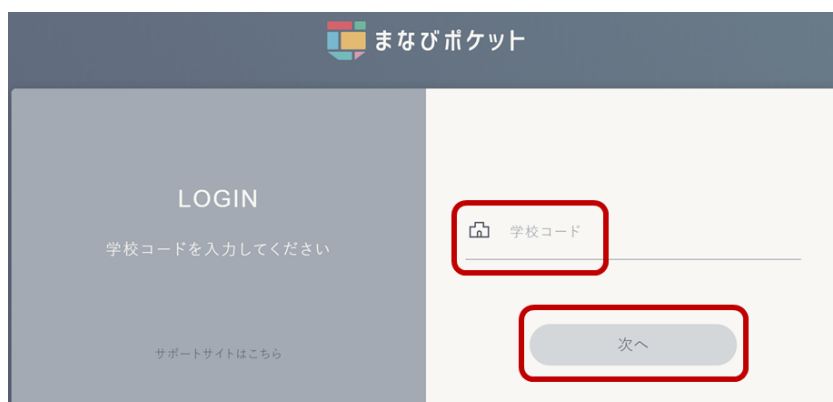 まなびポケット
LOGIN
学校コードを入力してください
サポートサイトはこちら
学校コード
次へ